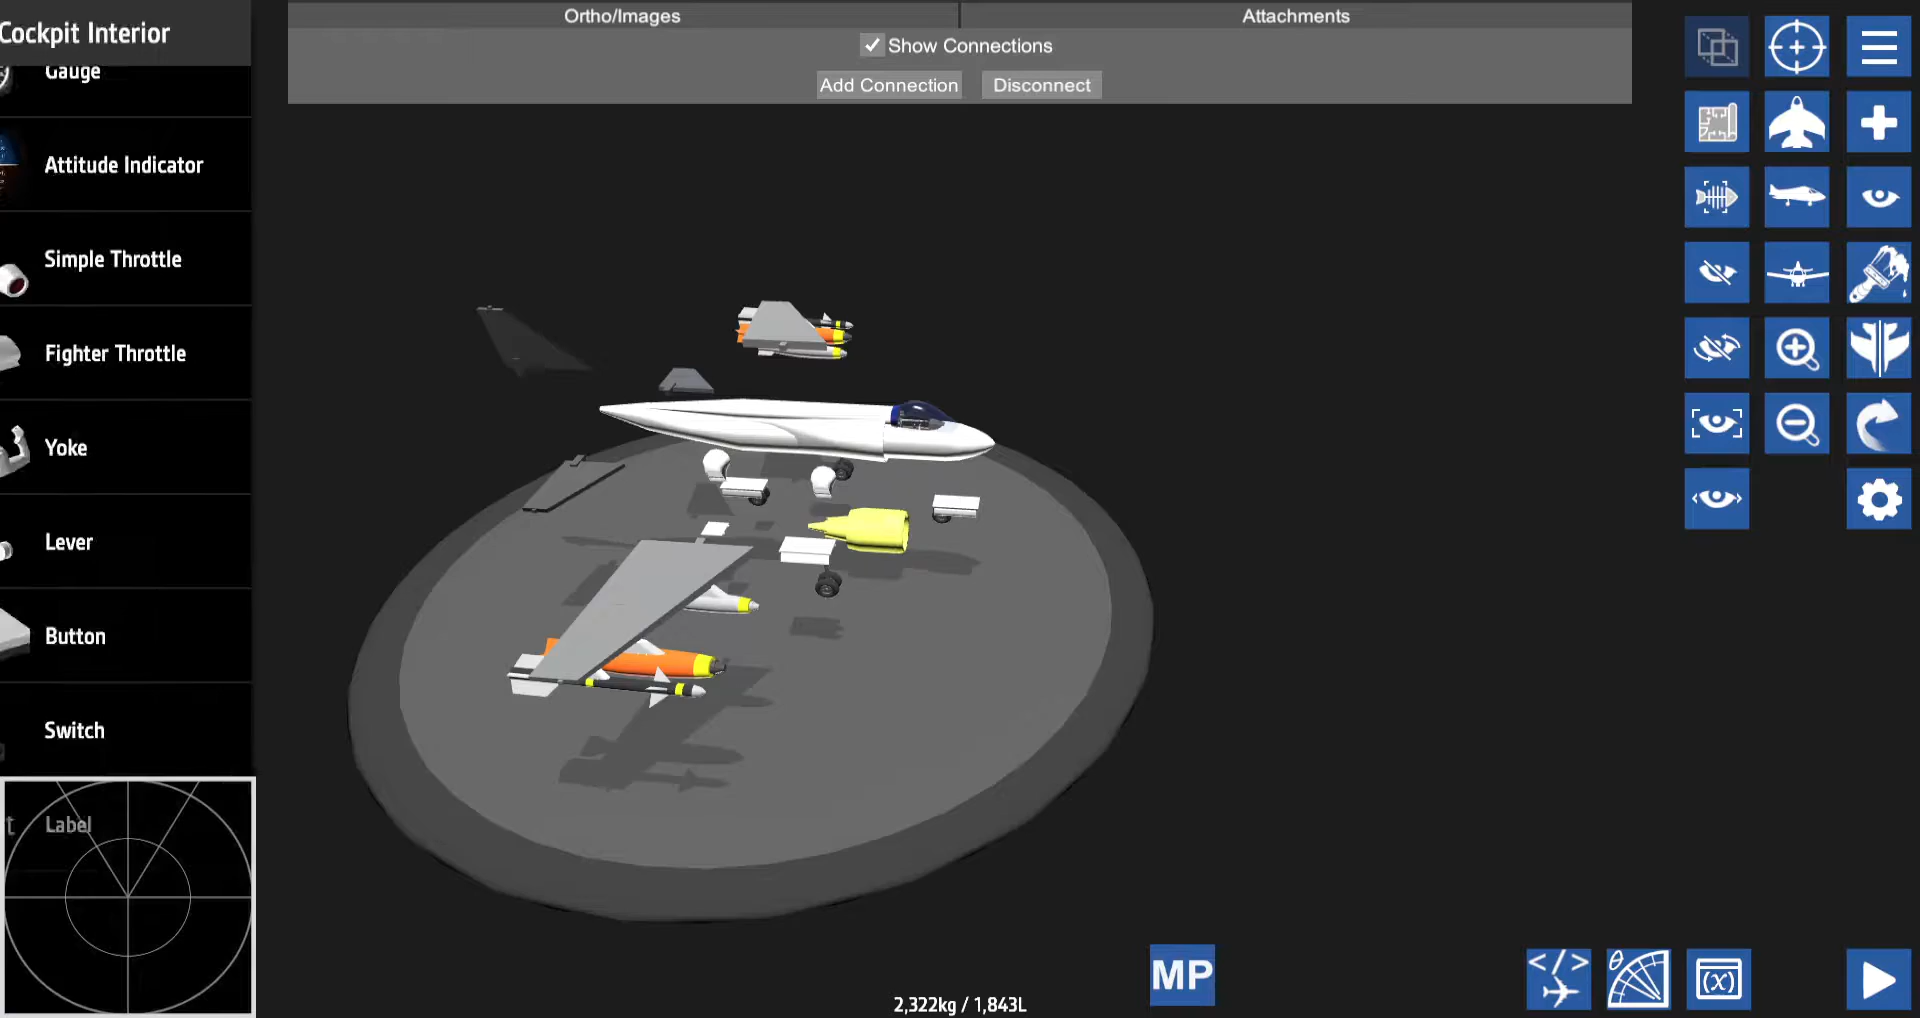 Cockpit Interior
Gauge
Attitude Indicator
Simple Throttle
Fighter Throttle
Yoke
Lever
Button
Switch
Label
Ortho/Images
Attachments
Show Connections
Add Connection
Disconnect
MP
2,322kg / 1,843L
</>
θ
(x)